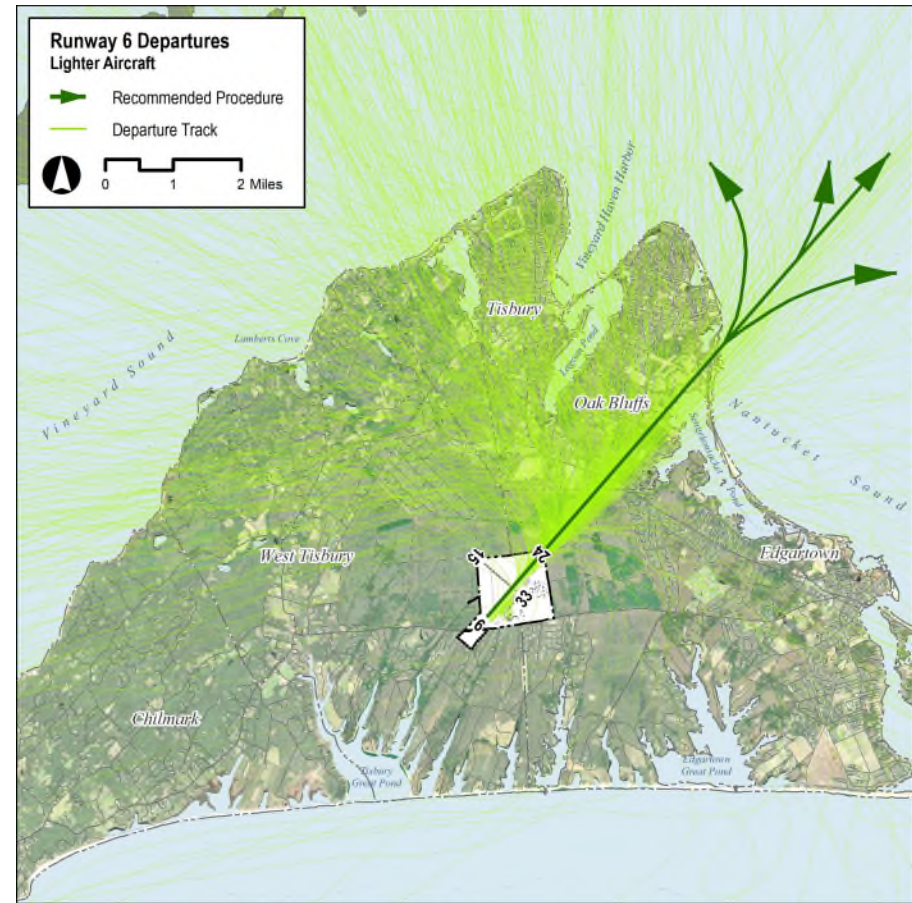 Runway 6 Departures
Lighter Aircraft
Recommended Procedure
Departure Track
0 1 2 Miles
Vineyard Haven Harbor
Tisbury
Lamberts Cove
Lagoon Pond
Vineyard Sound
Oak Bluffs
Nantucket Sound
Sengekontacket Pond
24
15
West Tisbury
Edgartown
33
6
Chilmark
Tisbury
Great Pond
Edgartown
Great Pond